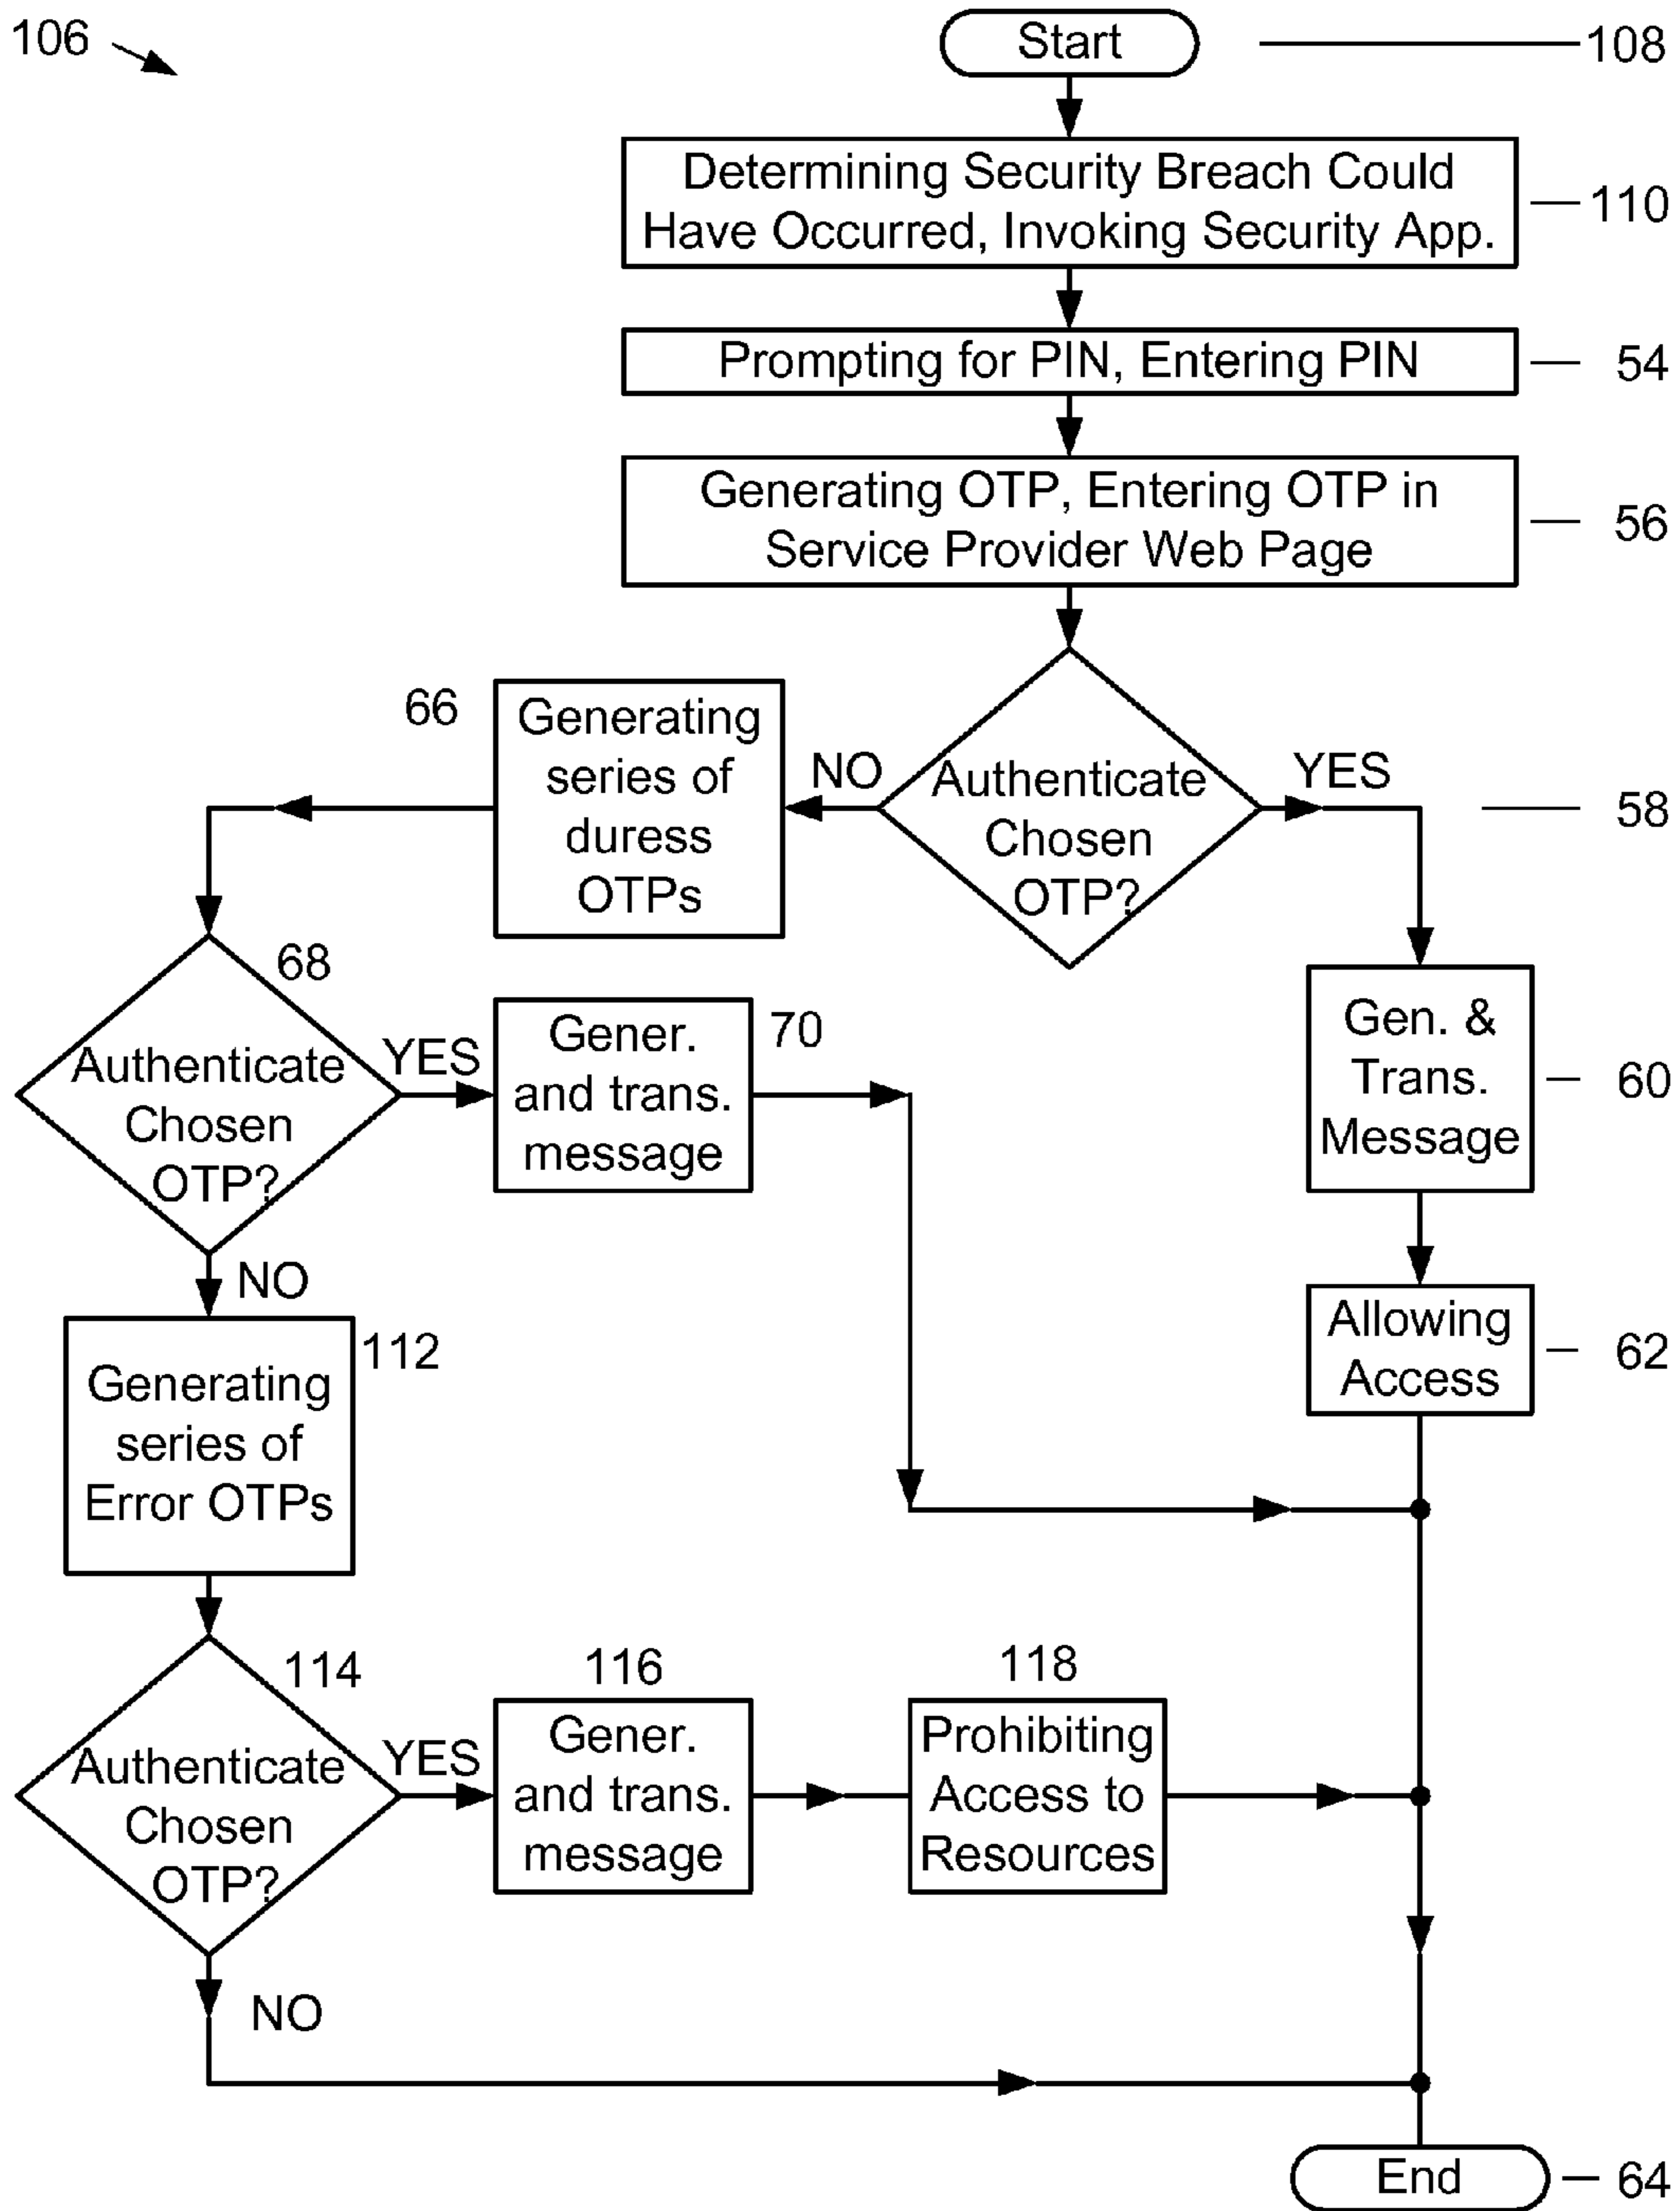 106
Start
108
Determining Security Breach Could
Have Occurred, Invoking Security App.
110
Prompting for PIN, Entering PIN
54
Generating OTP, Entering OTP in
Service Provider Web Page
56
66
Generating
series of
duress
OTPs
NO
Authenticate
Chosen
OTP?
YES
58
68
Authenticate
Chosen
OTP?
YES
Gener.
and trans.
message
70
Gen. &
Trans.
Message
60
NO
Allowing
Access
62
112
Generating
series of
Error OTPs
114
Authenticate
Chosen
OTP?
YES
116
Gener.
and trans.
message
118
Prohibiting
Access to
Resources
NO
End
64